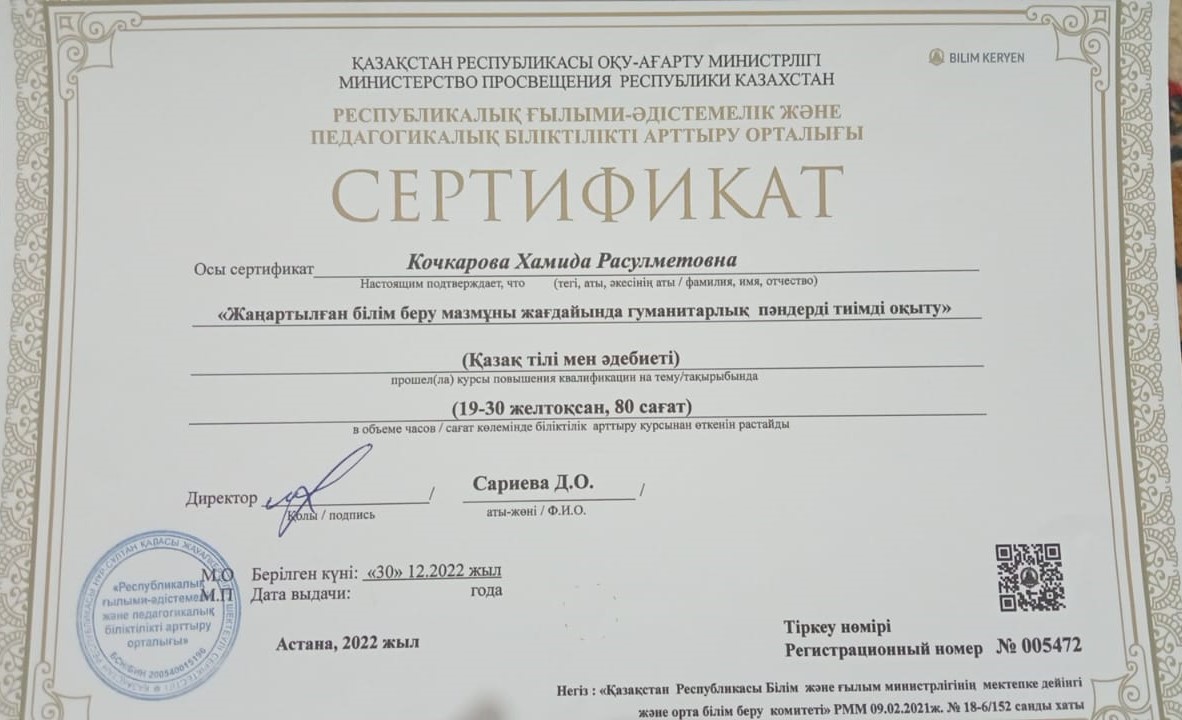 ҚАЗАҚСТАН РЕСПУБЛИКАСЫ ОҚУ-АҒАРТУ МИНИСТРЛІГІ
МИНИСТЕРСТВО ПРОСВЕЩЕНИЯ РЕСПУБЛИКИ КАЗАХСТАН
BILIM KERYEN
РЕСПУБЛИКАЛЫҚ ҒЫЛЫМИ-ӘДІСТЕМЕЛІК ЖӘНЕ
ПЕДАГОГИКАЛЫҚ БІЛІКТІЛІКТІ АРТТЫРУ ОРТАЛЫҒЫ
СЕРТИФИКАТ
Осы сертификат Кочкарова Хамида Расулметовна
Настоящим подтверждает, что (тегі, аты, әкесінің аты / фамилия, имя, отчество)
«Жаңартылған білім беру мазмұны жағдайында гуманитарлық пәндерді тиімді оқыту»
(Қазақ тілі мен әдебиеті)
прошел(ла) курсы повышения квалификации на тему/тақырыбында
(19-30 желтоқсан, 80 сағат)
в объеме часов / сағат көлемінде біліктілік арттыру курсынан өткенін растайды
Директор / Сариева Д.О. /
Қолы / подпись аты-жөні / Ф.И.О.
М.О Берілген күні: «30» 12.2022 жыл
М.П Дата выдачи: года
«Республикалық
ғылыми-әдістемелік
және педагогикалық
біліктілікті арттыру
орталығы»
БСН/БИН 200540015196
Астана, 2022 жыл
Тіркеу нөмірі
Регистрационный номер № 005472
Негіз : «Қазақстан Республикасы Білім және ғылым министрлігінің мектепке дейінгі
және орта білім беру комитеті» РММ 09.02.2021ж. № 18-6/152 санды хаты